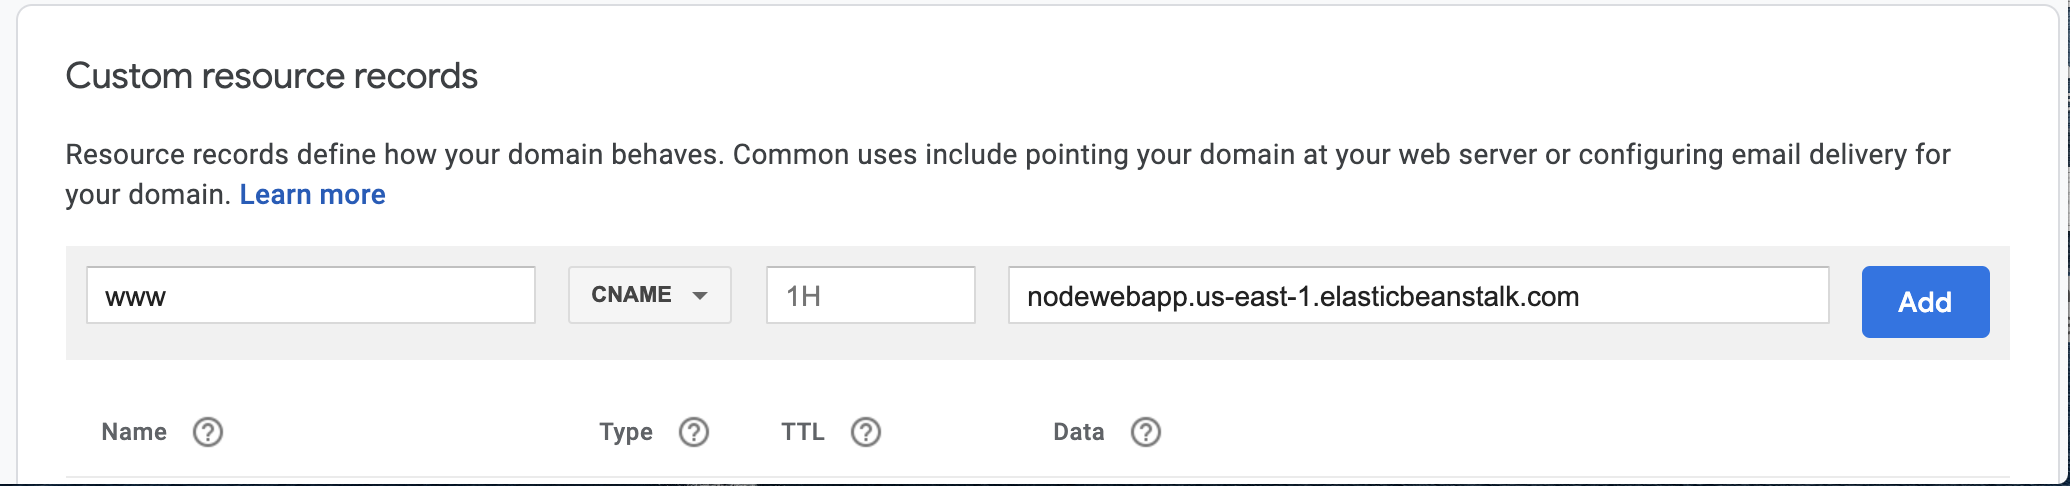 Custom resource records
Resource records define how your domain behaves. Common uses include pointing your domain at your web server or configuring email delivery for
your domain. Learn more
www CNAME 1H nodewebapp.us-east-1.elasticbeanstalk.com Add
Name ? Type ? TTL ? Data ?